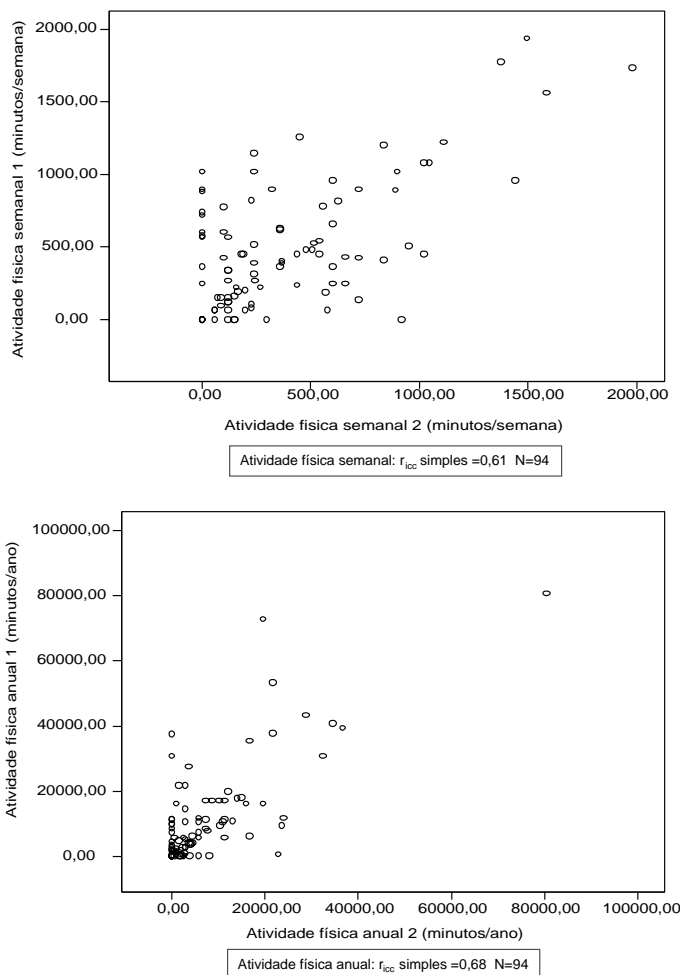 2000,00
1500,00
1000,00
500,00
0,00
Atividade fisica semanal 1 (minutos/semana)
0,00 500,00 1000,00 1500,00 2000,00
Atividade fisica semanal 2 (minutos/semana)
Atividade física semanal: ricc simples =0,61 N=94
100000,00
80000,00
60000,00
40000,00
20000,00
0,00
Atividade física anual 1 (minutos/ano)
0,00 20000,00 40000,00 60000,00 80000,00 100000,00
Atividade física anual 2 (minutos/ano)
Atividade física anual: ricc simples =0,68 N=94